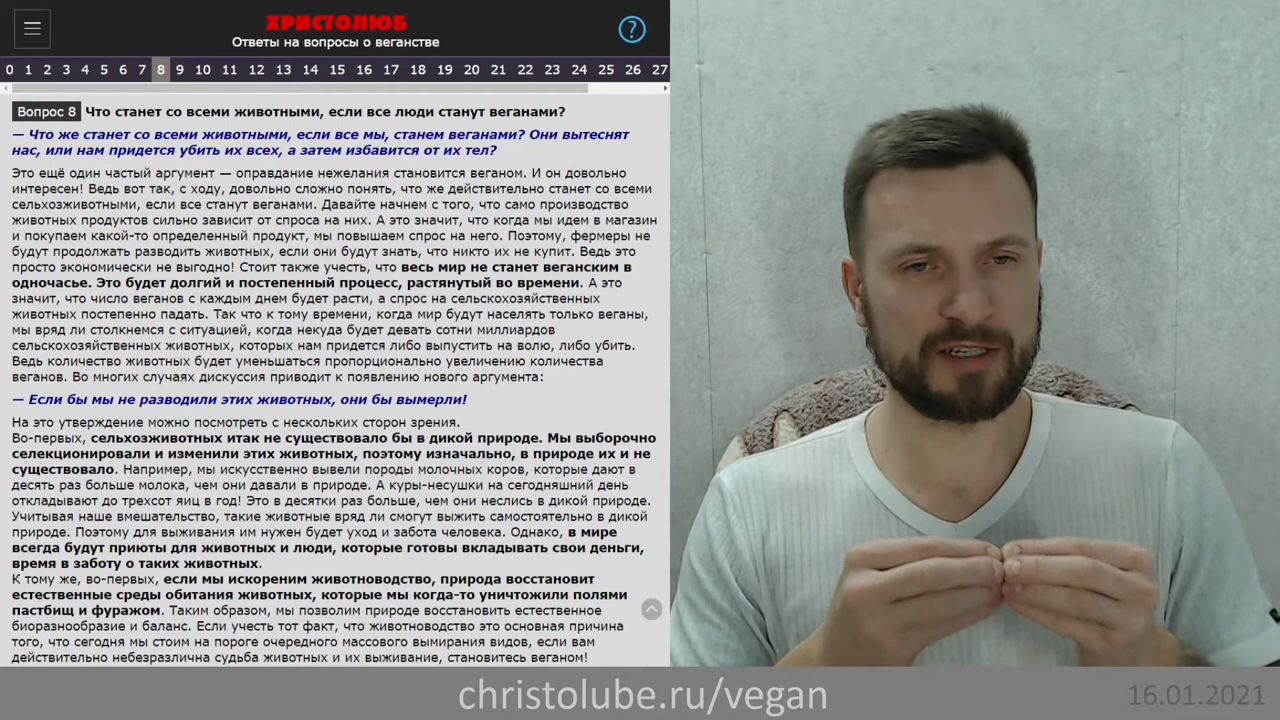 ХРИСТОЛЮБ
Ответы на вопросы о веганстве
?
0 1 2 3 4 5 6 7 8 9 10 11 12 13 14 15 16 17 18 19 20 21 22 23 24 25 26 27
Вопрос 8 Что станет со всеми животными, если все люди станут веганами?
— Что же станет со всеми животными, если все мы, станем веганами? Они вытеснят
нас, или нам придется убить их всех, а затем избавится от их тел?
Это ещё один частый аргумент — оправдание нежелания становится веганом. И он довольно
интересен! Ведь вот так, с ходу, довольно сложно понять, что же действительно станет со всеми
сельхозживотными, если все станут веганами. Давайте начнем с того, что само производство
животных продуктов сильно зависит от спроса на них. А это значит, что когда мы идем в магазин
и покупаем какой-то определенный продукт, мы повышаем спрос на него. Поэтому, фермеры не
будут продолжать разводить животных, если они будут знать, что никто их не купит. Ведь это
просто экономически не выгодно! Стоит также учесть, что весь мир не станет веганским в
одночасье. Это будет долгий и постепенный процесс, растянутый во времени. А это
значит, что число веганов с каждым днем будет расти, а спрос на сельскохозяйственных
животных постепенно падать. Так что к тому времени, когда мир будут населять только веганы,
мы вряд ли столкнемся с ситуацией, когда некуда будет девать сотни миллиардов
сельскохозяйственных животных, которых нам придется либо выпустить на волю, либо убить.
Ведь количество животных будет уменьшаться пропорционально увеличению количества
веганов. Во многих случаях дискуссия приводит к появлению нового аргумента:
— Если бы мы не разводили этих животных, они бы вымерли!
На это утверждение можно посмотреть с нескольких сторон зрения.
Во-первых, сельхозживотных итак не существовало бы в дикой природе. Мы выборочно
селекционировали и изменили этих животных, поэтому изначально, в природе их и не
существовало. Например, мы искусственно вывели породы молочных коров, которые дают в
десять раз больше молока, чем они давали в природе. А куры-несушки на сегодняшний день
откладывают до трехсот яиц в год! Это в десятки раз больше, чем они неслись в дикой природе.
Учитывая наше вмешательство, такие животные вряд ли смогут выжить самостоятельно в дикой
природе. Поэтому для выживания им нужен будет уход и забота человека. Однако, в мире
всегда будут приюты для животных и люди, которые готовы вкладывать свои деньги,
время в заботу о таких животных.
К тому же, во-первых, если мы искореним животноводство, природа восстановит
естественные среды обитания животных, которые мы когда-то уничтожили полями
пастбищ и фуражом. Таким образом, мы позволим природе восстановить естественное
биоразнообразие и баланс. Если учесть тот факт, что животноводство это основная причина
того, что сегодня мы стоим на пороге очередного массового вымирания видов, если вам
действительно небезразлична судьба животных и их выживание, становитесь веганом!
christolube.ru/vegan
16.01.2021